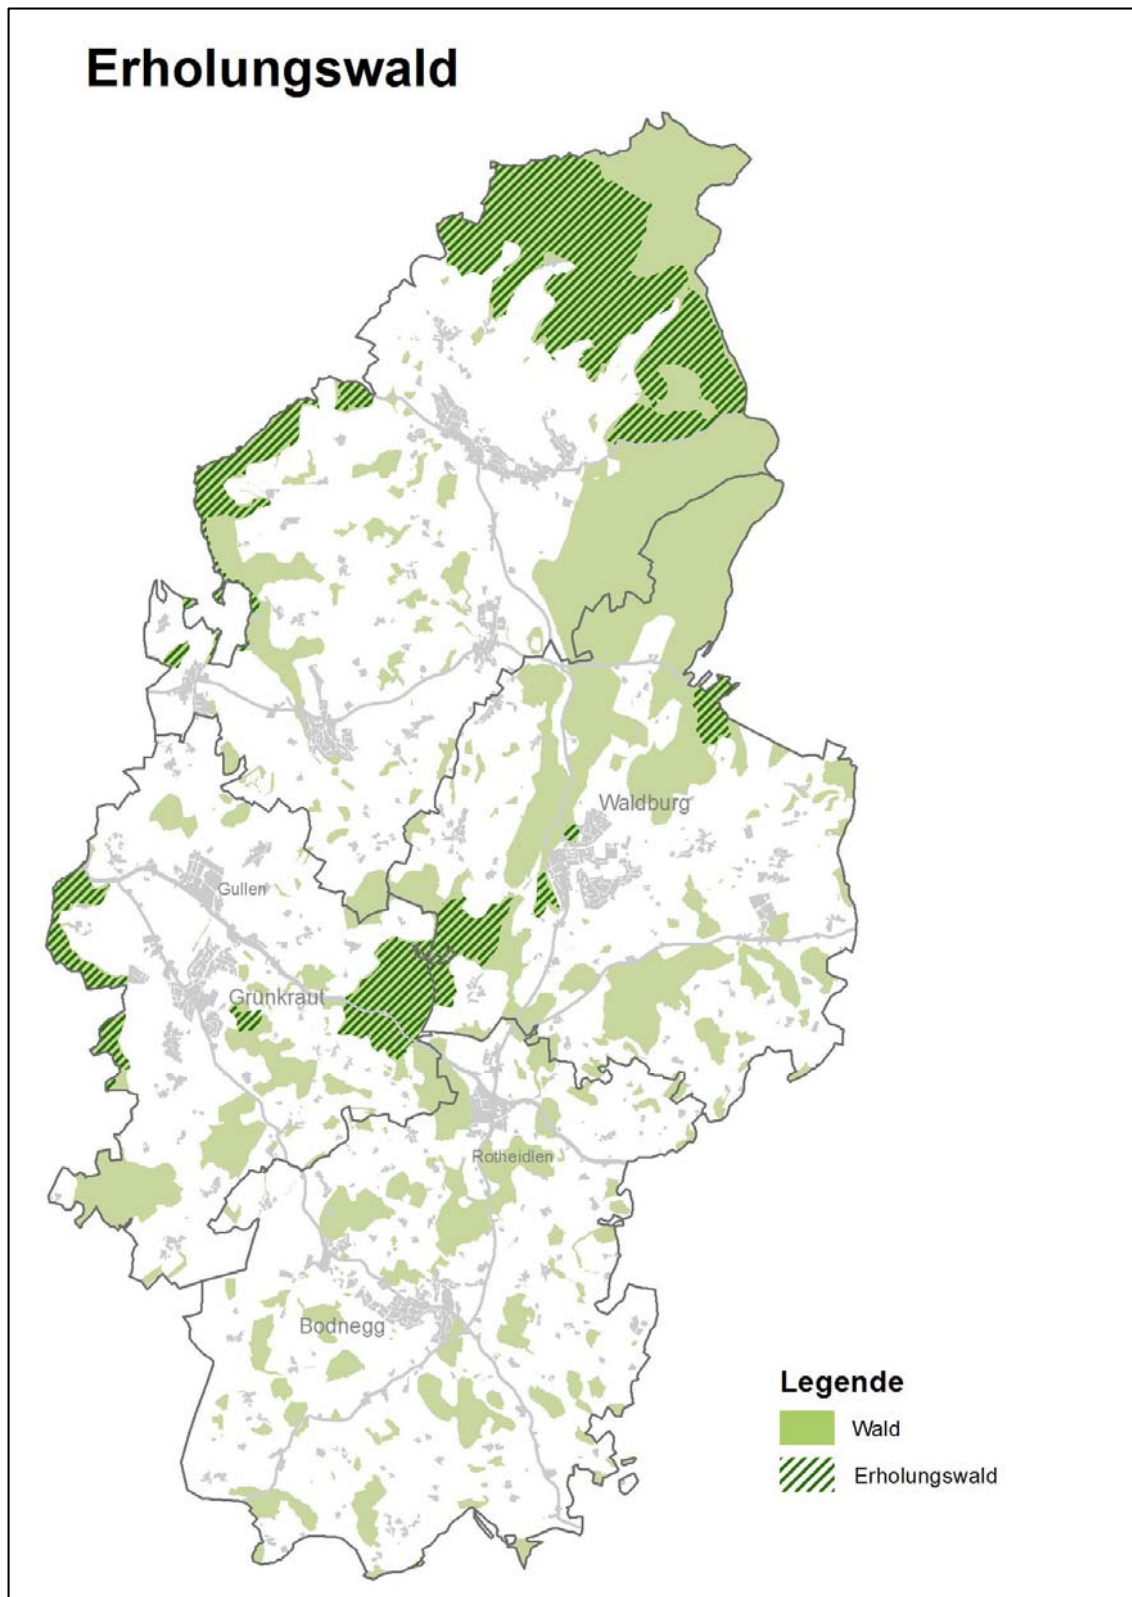 Erholungswald
Waldburg
Gullen
Grünkraut
Rotheidlen
Bodnegg
Legende
Wald
Erholungswald